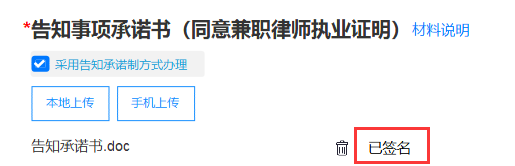 *告知事项承诺书（同意兼职律师执业证明） 材料说明
采用告知承诺制方式办理
本地上传 手机上传
告知承诺书.doc 已签名